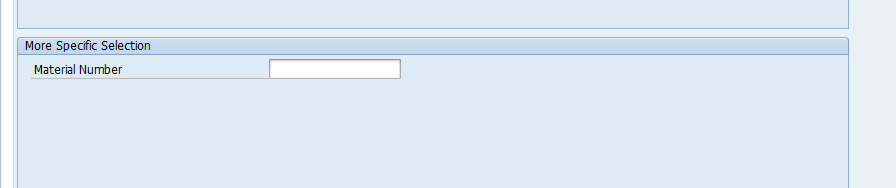 More Specific Selection
Material Number